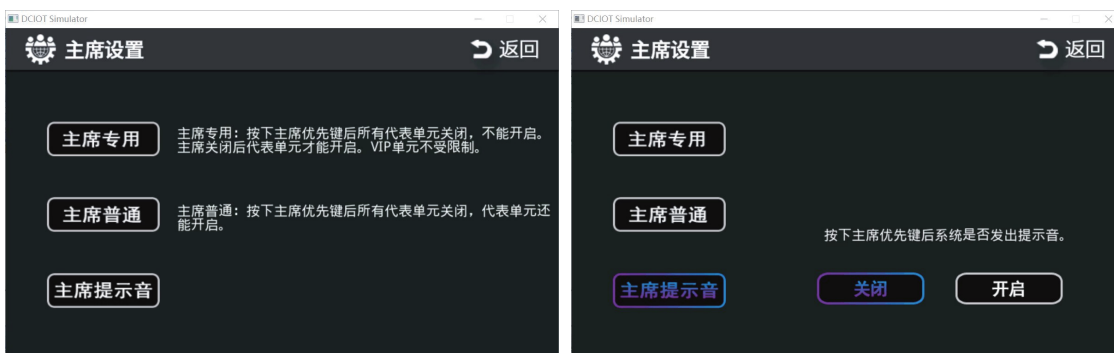 DCIOT Simulator
主席设置
返回
主席专用
主席专用：按下主席优先键后所有代表单元关闭，不能开启。
主席关闭后代表单元才能开启。VIP单元不受限制。
主席普通
主席普通：按下主席优先键后所有代表单元关闭，代表单元还
能开启。
主席提示音
DCIOT Simulator
主席设置
返回
主席专用
主席普通
按下主席优先键后系统是否发出提示音。
主席提示音
关闭
开启